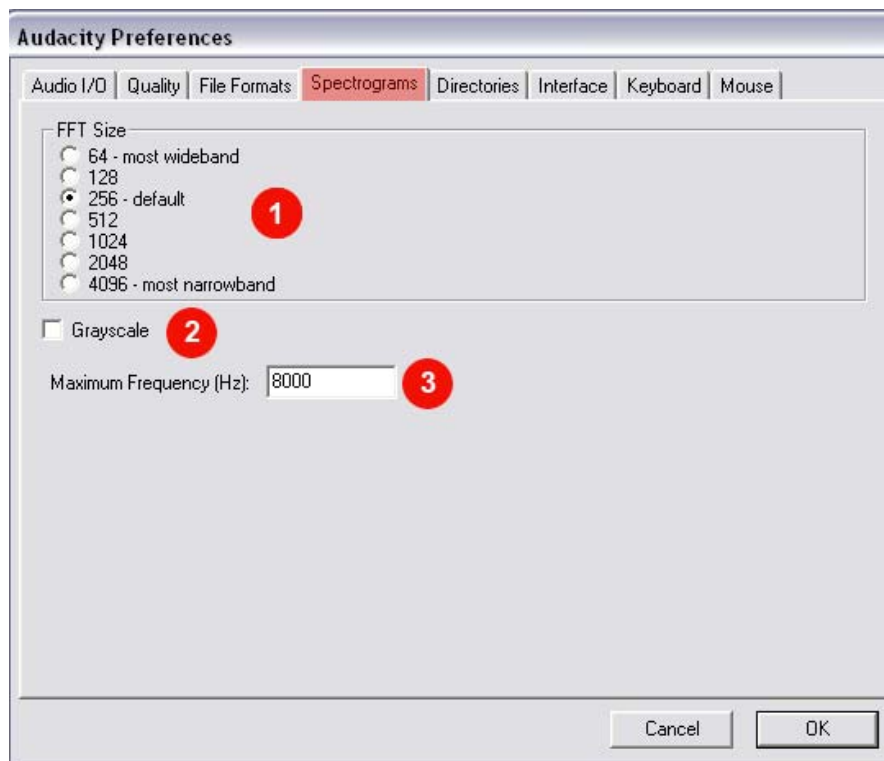 Audacity Preferences
Audio I/O Quality File Formats Spectrograms Directories Interface Keyboard Mouse
FFT Size
64 - most wideband
128
256 - default
512
1024
2048
4096 - most narrowband
1
Grayscale
2
Maximum Frequency (Hz): 8000
3
Cancel OK